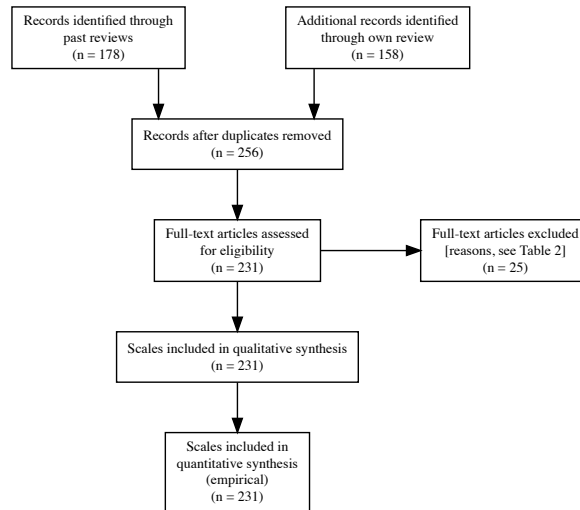 Records identified through
past reviews
(n = 178)
Additional records identified
through own review
(n = 158)
Records after duplicates removed
(n = 256)
Full-text articles assessed
for eligibility
(n = 231)
Full-text articles excluded
[reasons, see Table 2]
(n = 25)
Scales included in qualitative synthesis
(n = 231)
Scales included in
quantitative synthesis
(empirical)
(n = 231)